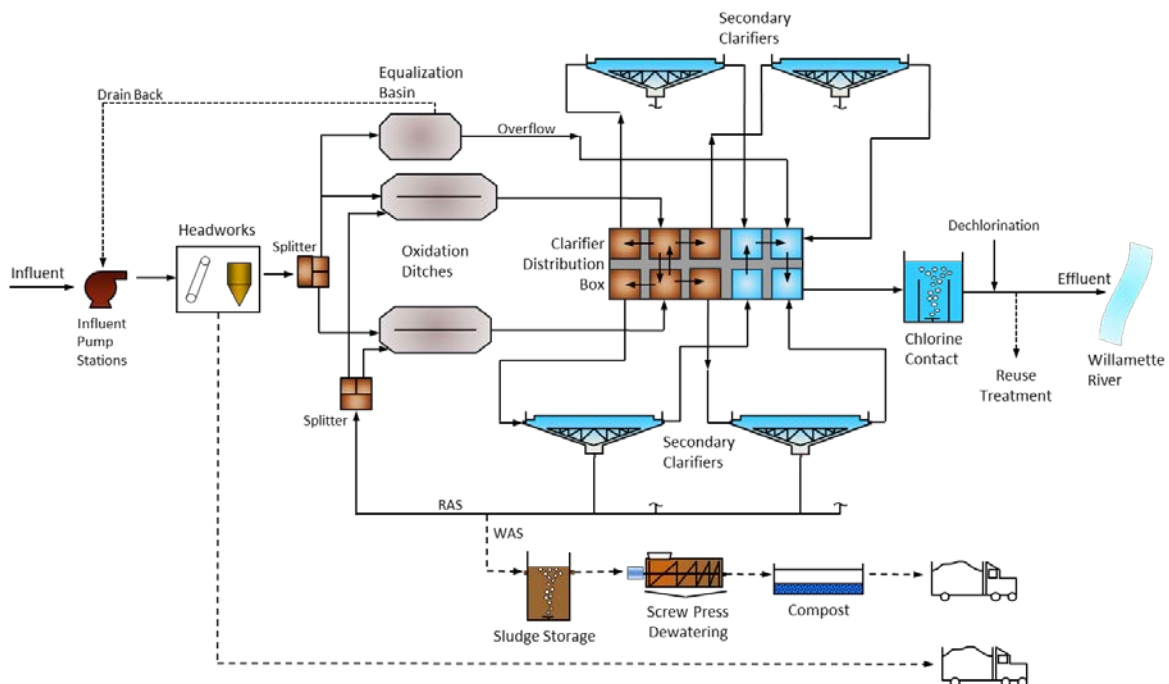 Secondary
Clarifiers
Equalization
Basin
Drain Back
Overflow
Headworks
Splitter
Oxidation
Ditches
Clarifier
Distribution
Box
Dechlorination
Influent
Effluent
Influent
Pump
Stations
Chlorine
Contact
Reuse
Treatment
Willamette
River
Splitter
Secondary
Clarifiers
RAS
WAS
Sludge Storage
Screw Press
Dewatering
Compost